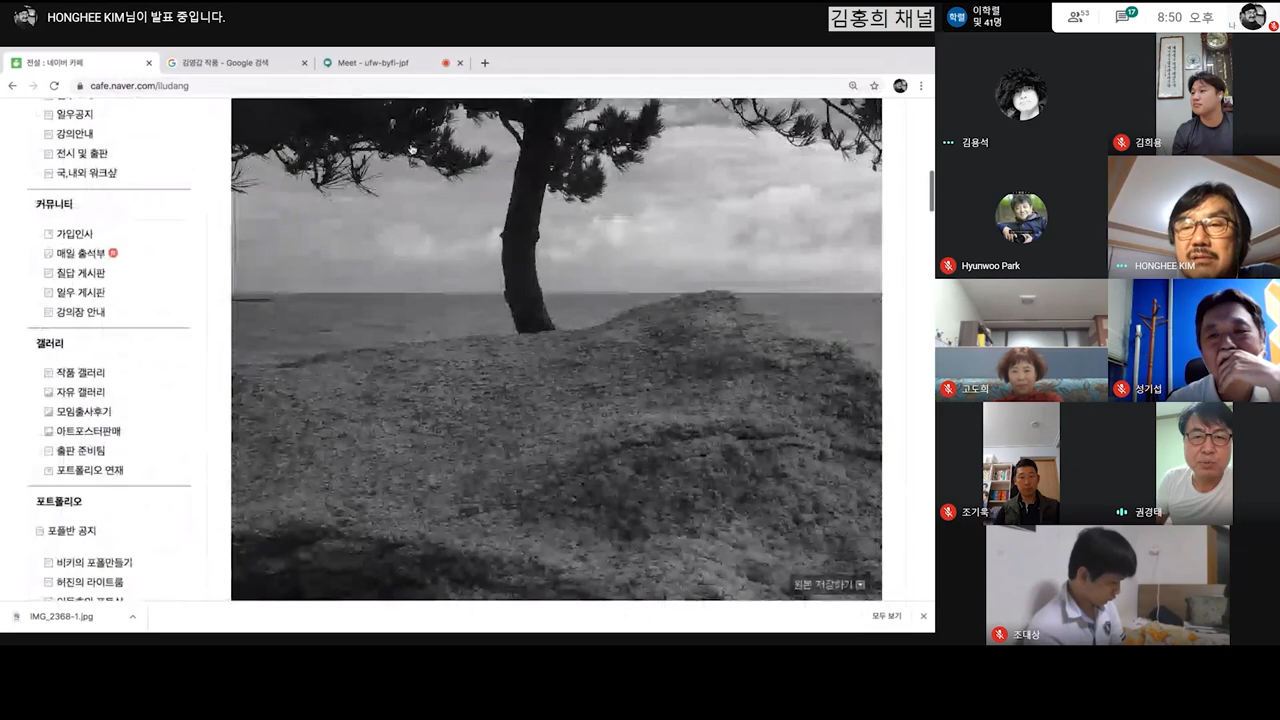 HONGHEE KIM님이 발표 중입니다.
김홍희 채널
학렬
이학렬
및 41명
53
17
8:50 오후
나
전설 : 네이버 카페
김영갑 작품 - Google 검색
Meet - ufw-byfi-jpf
cafe.naver.com/iludang
일우공지
강의안내
전시 및 출판
국,내외 워크샾
커뮤니티
가입인사
매일 출석부
질답 게시판
일우 게시판
강의잠 안내
갤러리
작품 갤러리
자유 갤러리
모임출사후기
아트포스터판매
출판 준비팀
포트폴리오 연재
포트폴리오
포폴반 공지
비키의 포폴만들기
허진의 라이트룸
원본 저장하기
IMG_2368-1.jpg
모두 보기
김용석
김희용
Hyunwoo Park
HONGHEE KIM
고도희
성기섭
조기욱
권경태
조대상